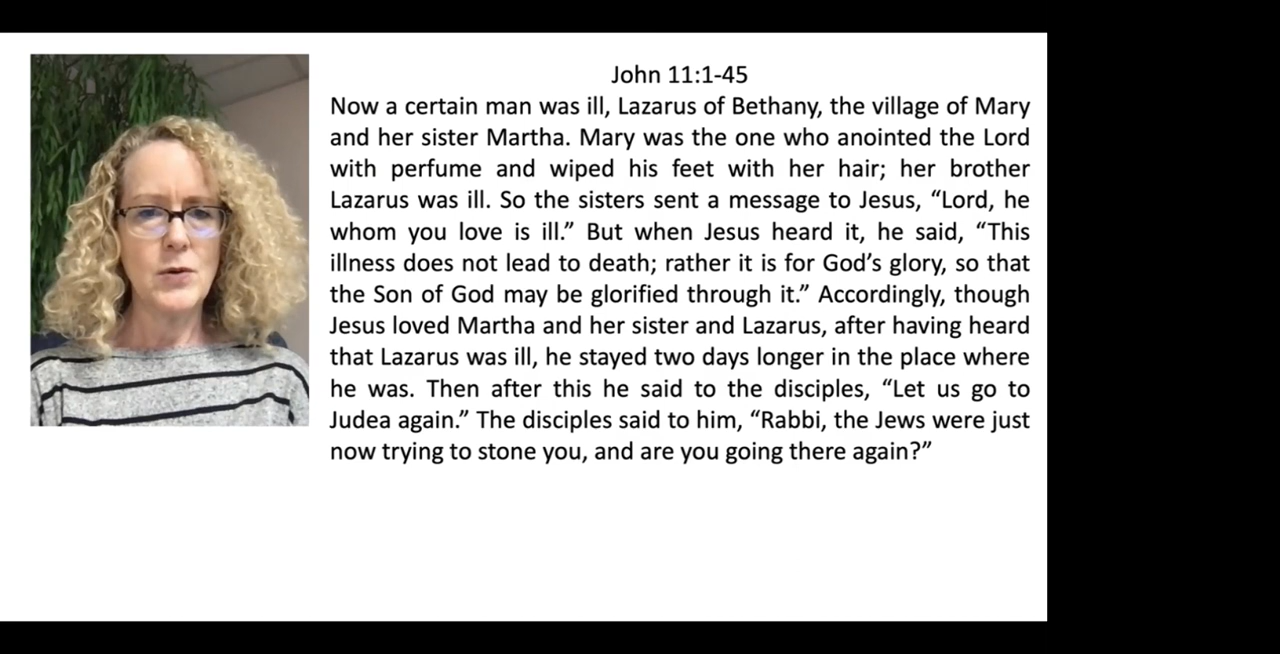 John 11:1-45
Now a certain man was ill, Lazarus of Bethany, the village of Mary
and her sister Martha. Mary was the one who anointed the Lord
with perfume and wiped his feet with her hair; her brother
Lazarus was ill. So the sisters sent a message to Jesus, “Lord, he
whom you love is ill.” But when Jesus heard it, he said, “This
illness does not lead to death; rather it is for God’s glory, so that
the Son of God may be glorified through it.” Accordingly, though
Jesus loved Martha and her sister and Lazarus, after having heard
that Lazarus was ill, he stayed two days longer in the place where
he was. Then after this he said to the disciples, “Let us go to
Judea again.” The disciples said to him, “Rabbi, the Jews were just
now trying to stone you, and are you going there again?”